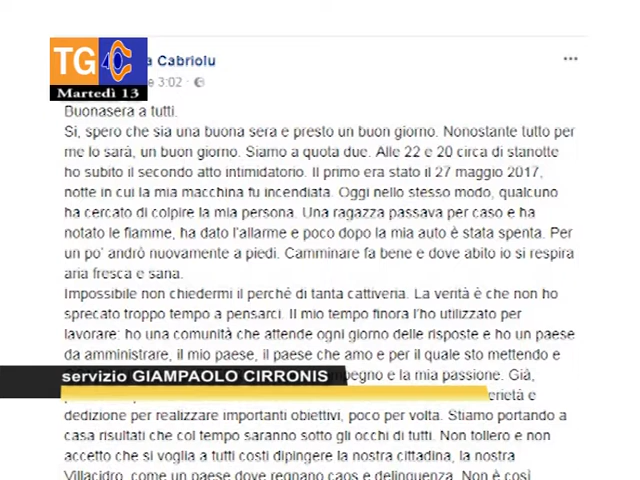 TG4C
Martedì 13
a Cabriolu
e 3:02 ·
Buonasera a tutti.
Si, spero che sia una buona sera e presto un buon giorno. Nonostante tutto per
me lo sarà, un buon giorno. Siamo a quota due. Alle 22 e 20 circa di stanotte
ho subito il secondo atto intimidatorio. Il primo era stato il 27 maggio 2017,
notte in cui la mia macchina fu incendiata. Oggi nello stesso modo, qualcuno
ha cercato di colpire la mia persona. Una ragazza passava per caso e ha
notato le fiamme, ha dato l'allarme e poco dopo la mia auto è stata spenta. Per
un po' andrò nuovamente a piedi. Camminare fa bene e dove abito io si respira
aria fresca e sana.
Impossibile non chiedermi il perché di tanta cattiveria. La verità è che non ho
sprecato troppo tempo a pensarci. Il mio tempo finora l'ho utilizzato per
lavorare: ho una comunità che attende ogni giorno delle risposte e ho un paese
da amministrare, il mio paese, il paese che amo e per il quale sto mettendo e
servizio GIAMPAOLO CIRRONIS
mpegno e la mia passione. Già,
erietà e
dedizione per realizzare importanti obiettivi, poco per volta. Stiamo portando a
casa risultati che col tempo saranno sotto gli occhi di tutti. Non tollero e non
accetto che si voglia a tutti costi dipingere la nostra cittadina, la nostra
Villacidro, come un paese dove regnano caos e delinquenza. Non è così